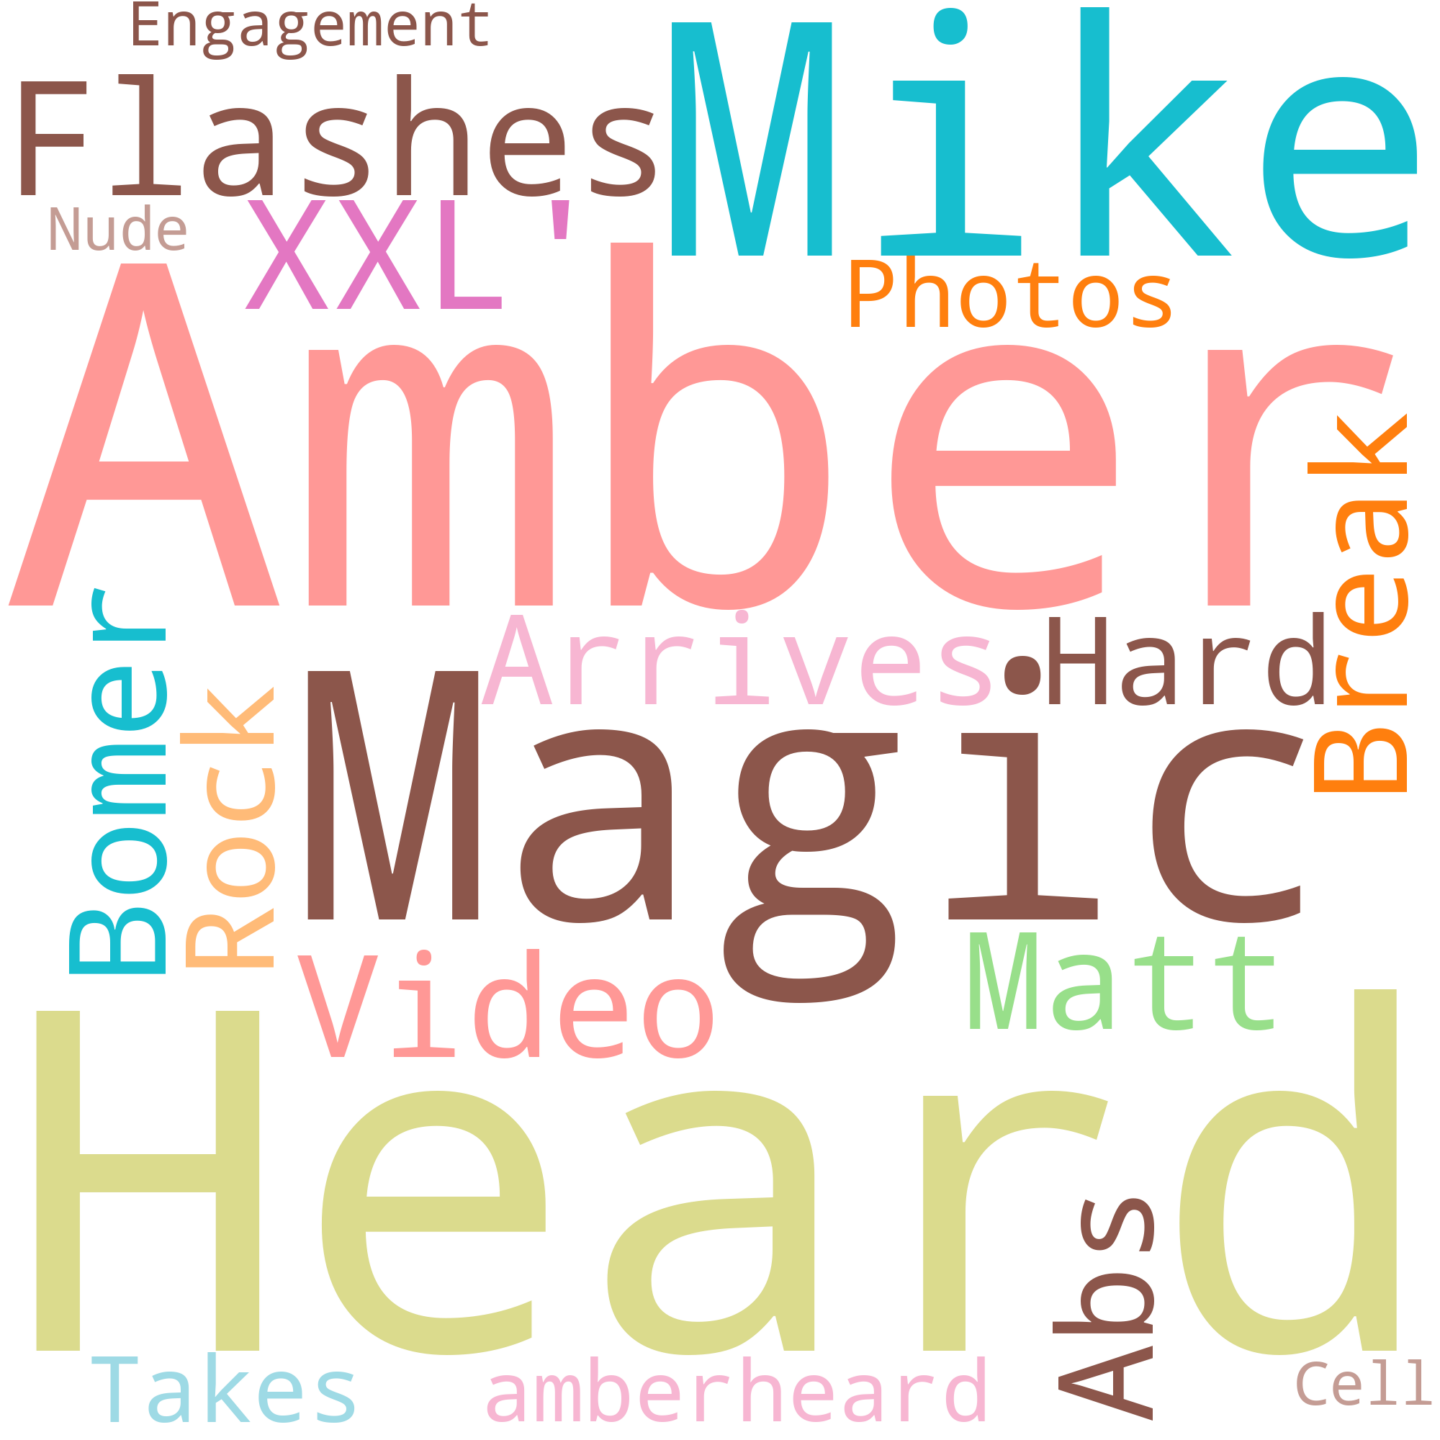 Engagement
Flashes
Mike
Nude
XXL'
Photos
Amber
Break
Bomer
Arrives
Hard
Rock
Magic
Video
Matt
Heard
Abs
Takes
amberheard
Cell